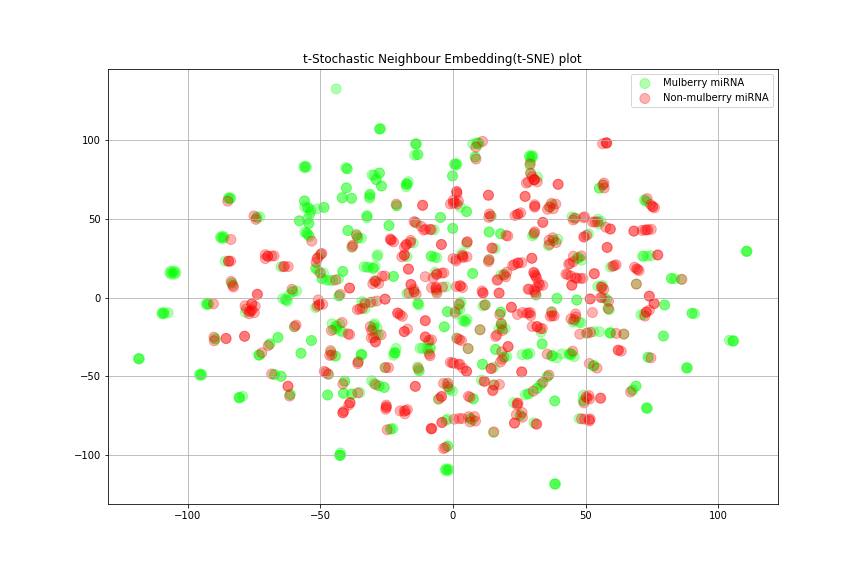 t-Stochastic Neighbour Embedding(t-SNE) plot
Mulberry miRNA
Non-mulberry miRNA
100
50
0
−50
−100
−100 −50 0 50 100